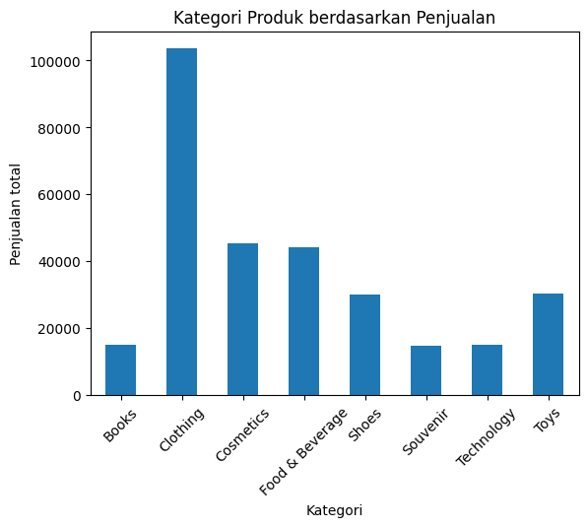 Kategori Produk berdasarkan Penjualan
Penjualan total
100000
80000
60000
40000
20000
0
Books
Clothing
Cosmetics
Food & Beverage
Shoes
Souvenir
Technology
Toys
Kategori